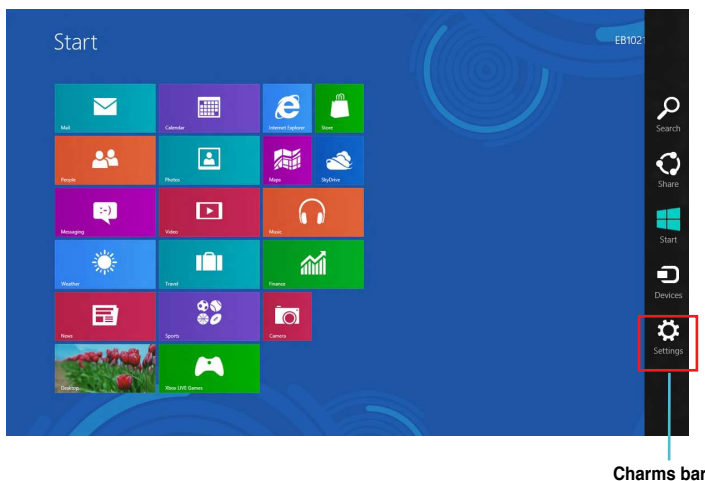 Start
EB1021
Mail
Calendar
Internet Explorer
Store
People
Photos
Maps
SkyDrive
Messaging
:-)
Video
Music
Weather
Travel
Finance
News
Sports
Camera
Desktop
Xbox LIVE Games
Search
Share
Start
Devices
Settings
Charms bar